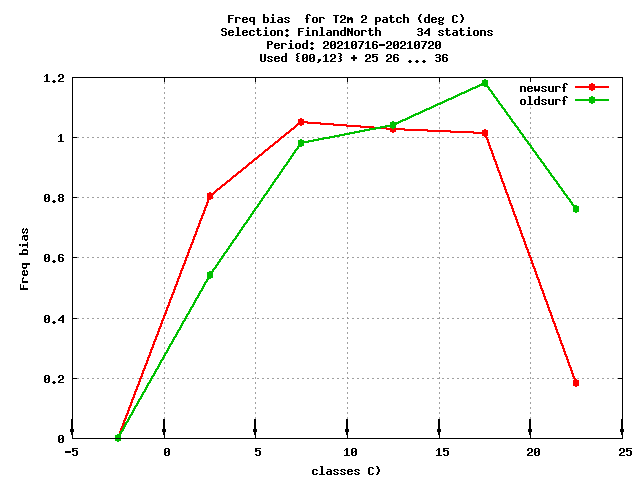 Freq bias  for T2m 2 patch (deg C)
Selection: FinlandNorth     34 stations
Period: 20210716-20210720
Used {00,12} + 25 26 ... 36
newsurf
oldsurf
1.2
1
0.8
0.6
0.4
0.2
0
Freq bias
-5 0 5 10 15 20 25
classes C)